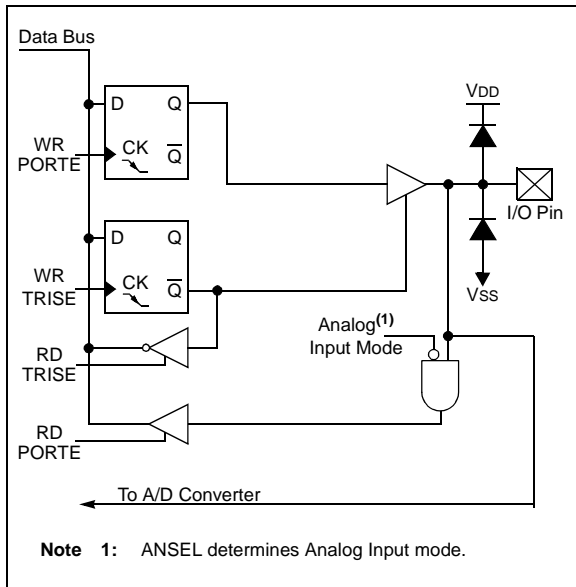 Data Bus
D Q
CK
Q
WR
PORTE
VDD
I/O Pin
VSS
D Q
CK
Q
WR
TRISE
RD
TRISE
Analog(1)
Input Mode
RD
PORTE
To A/D Converter
Note 1: ANSEL determines Analog Input mode.